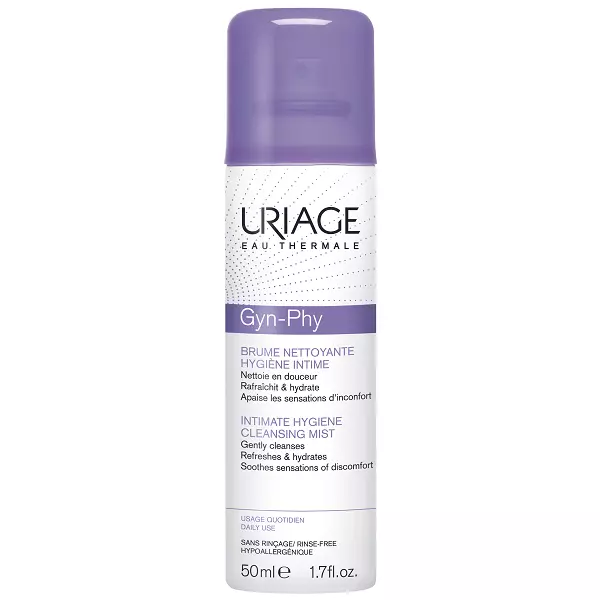 URIAGE
EAU THERMALE
Gyn-Phy
BRUME NETTOYANTE
HYGIÈNE INTIME
Nettoie en douceur
Rafraîchit & hydrate
Apaise les sensations d'inconfort
INTIMATE HYGIENE
CLEANSING MIST
Gently cleanses
Refreshes & hydrates
Soothes sensations of discomfort
USAGE QUOTIDIEN
DAILY USE
SANS RINÇAGE/ RINSE-FREE
HYPOALLERGÉNIQUE
50ml℮ 1.7fl.oz.